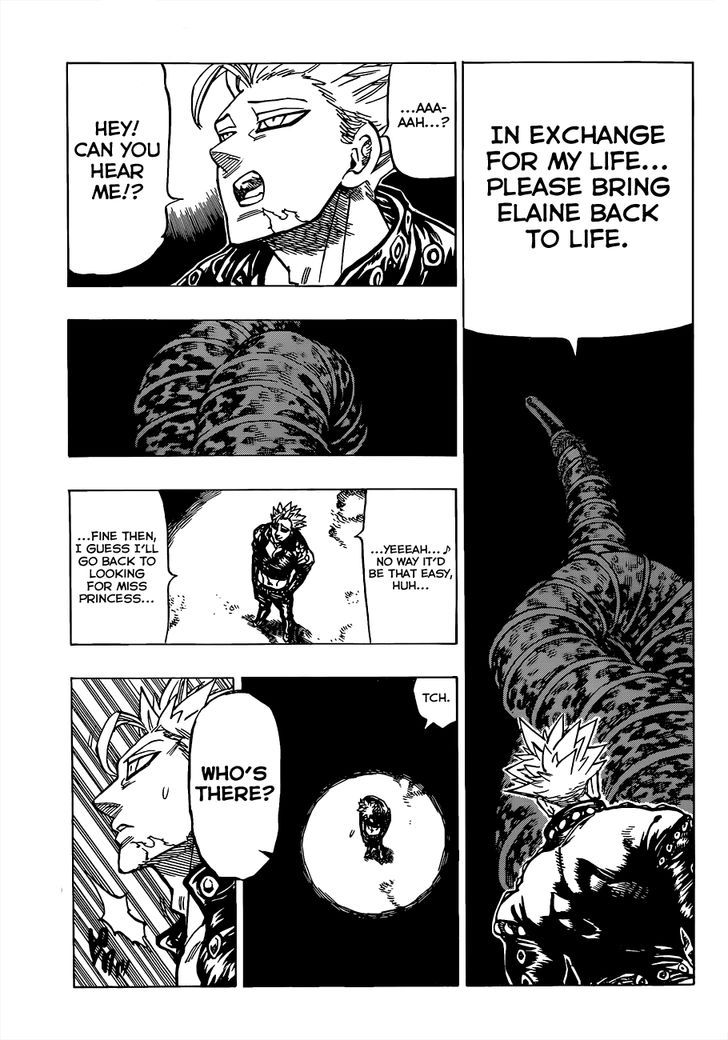 IN EXCHANGE
FOR MY LIFE...
PLEASE BRING
ELAINE BACK
TO LIFE.
...AAA-
AAH...?
HEY!
CAN YOU
HEAR
ME!?
...YEEEAH...♪
NO WAY IT'D
BE THAT EASY,
HUH...
...FINE THEN,
I GUESS I'LL
GO BACK TO
LOOKING
FOR MISS
PRINCESS...
TCH.
WHO'S
THERE?